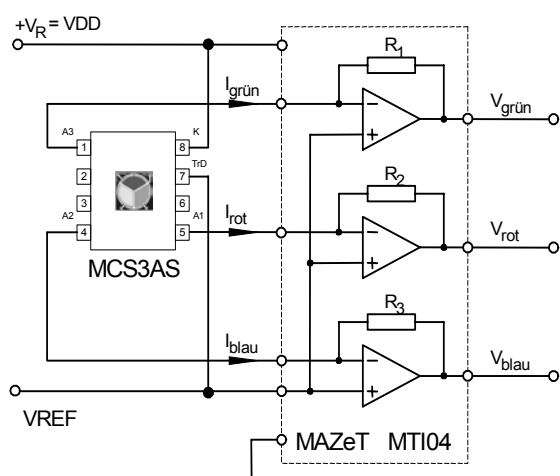 +VR = VDD
R1
Igrün
Vgrün
A3
K
1
8
TrD
2
7
3
6
A2
A1
4
5
MCS3AS
R2
Irot
Vrot
R3
Iblau
Vblau
VREF
MAZeT MTI04
−
+
−
+
−
+